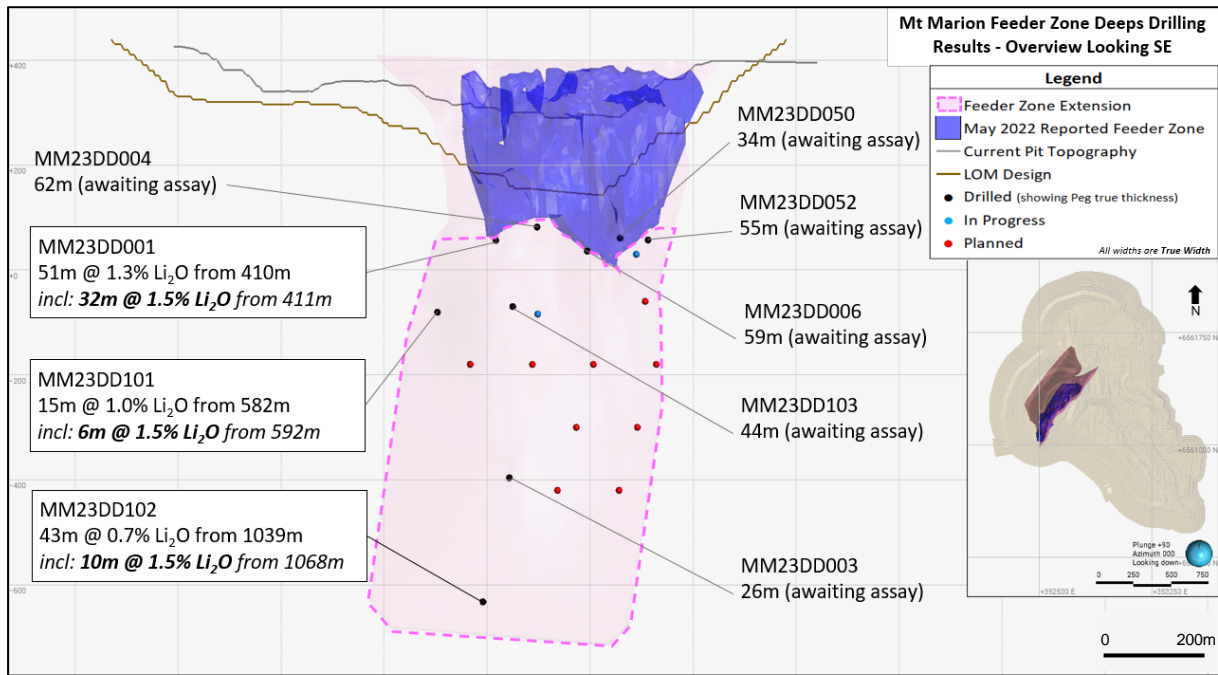 Mt Marion Feeder Zone Deeps Drilling
Results - Overview Looking SE
Legend
Feeder Zone Extension
May 2022 Reported Feeder Zone
Current Pit Topography
LOM Design
Drilled (showing Peg true thickness)
In Progress
Planned
All widths are True Width
+400
+200
+0
-200
-400
-600
MM23DD004
62m (awaiting assay)
MM23DD001
51m @ 1.3% Li₂O from 410m
incl: 32m @ 1.5% Li₂O from 411m
MM23DD101
15m @ 1.0% Li₂O from 582m
incl: 6m @ 1.5% Li₂O from 592m
MM23DD102
43m @ 0.7% Li₂O from 1039m
incl: 10m @ 1.5% Li₂O from 1068m
MM23DD050
34m (awaiting assay)
MM23DD052
55m (awaiting assay)
MM23DD006
59m (awaiting assay)
MM23DD103
44m (awaiting assay)
MM23DD003
26m (awaiting assay)
N
+6561750 N
+6561000 N
Plunge +90
Azimuth 000
Looking down
0 250 500 750
+352500 E
+353250 E
0 200m